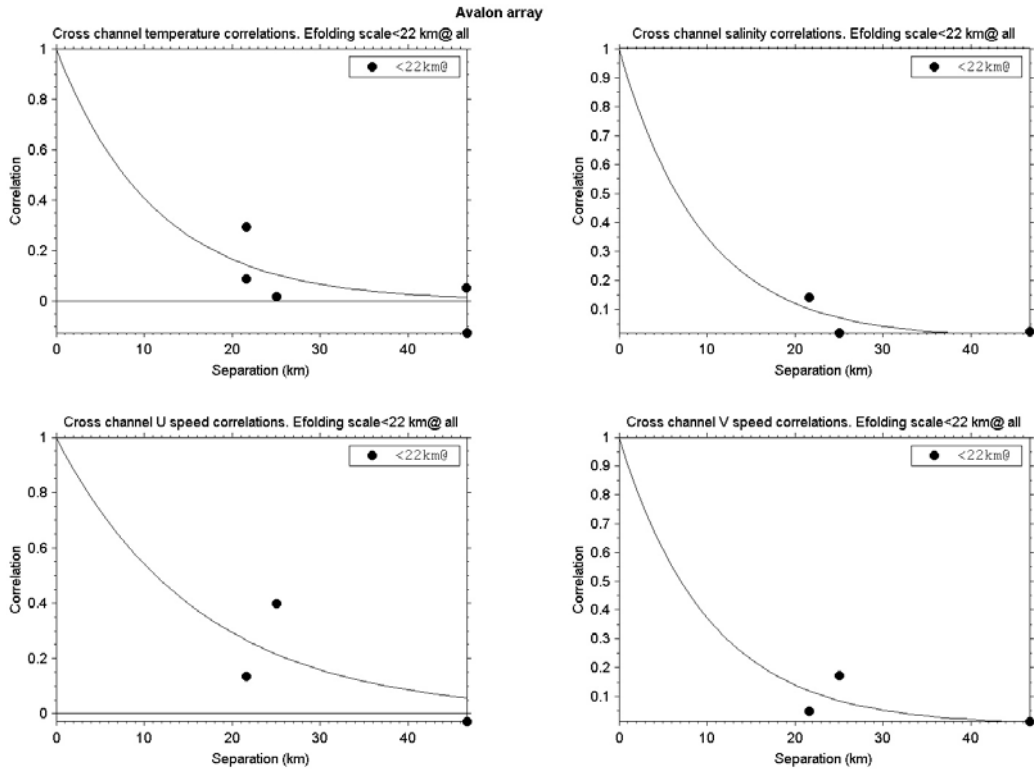 Avalon array
Cross channel temperature correlations. Efolding scale<22 km@ all
<22km@
1
0.8
0.6
0.4
0.2
0
Correlation
0 10 20 30 40
Separation (km)
Cross channel salinity correlations. Efolding scale<22 km@ all
<22km@
1
0.9
0.8
0.7
0.6
0.5
0.4
0.3
0.2
0.1
Correlation
0 10 20 30 40
Separation (km)
Cross channel U speed correlations. Efolding scale<22 km@ all
<22km@
1
0.8
0.6
0.4
0.2
0
Correlation
0 10 20 30 40
Separation (km)
Cross channel V speed correlations. Efolding scale<22 km@ all
<22km@
1
0.9
0.8
0.7
0.6
0.5
0.4
0.3
0.2
0.1
Correlation
0 10 20 30 40
Separation (km)